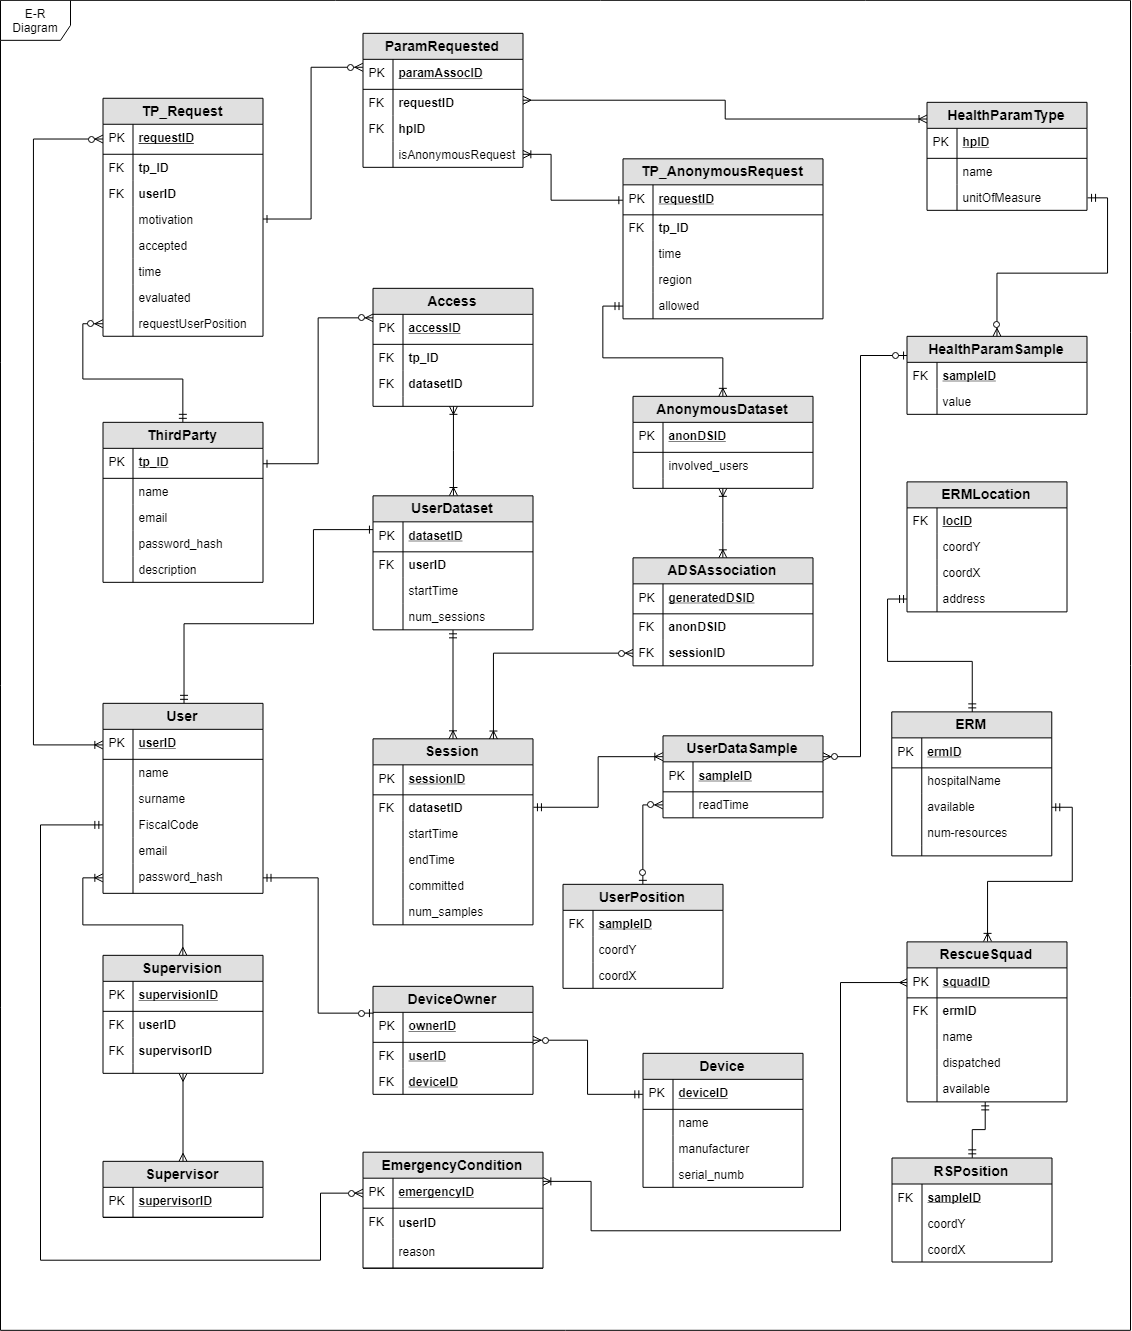 E-R
Diagram
ParamRequested
PK paramAssocID
FK requestID
FK hpID
isAnonymousRequest
TP_Request
PK requestID
FK tp_ID
FK userID
motivation
accepted
time
evaluated
requestUserPosition
HealthParamType
PK hpID
name
unitOfMeasure
TP_AnonymousRequest
PK requestID
FK tp_ID
time
region
allowed
Access
PK accessID
FK tp_ID
FK datasetID
HealthParamSample
FK sampleID
value
ThirdParty
PK tp_ID
name
email
password_hash
description
AnonymousDataset
PK anonDSID
involved_users
UserDataset
PK datasetID
FK userID
startTime
num_sessions
ERMLocation
FK locID
coordY
coordX
address
ADSAssociation
PK generatedDSID
FK anonDSID
FK sessionID
User
PK userID
name
surname
FiscalCode
email
password_hash
Session
PK sessionID
FK datasetID
startTime
endTime
committed
num_samples
UserDataSample
PK sampleID
readTime
ERM
PK ermID
hospitalName
available
num-resources
UserPosition
FK sampleID
coordY
coordX
Supervision
PK supervisionID
FK userID
FK supervisorID
DeviceOwner
PK ownerID
FK userID
FK deviceID
RescueSquad
PK squadID
FK ermID
name
dispatched
available
Device
PK deviceID
name
manufacturer
serial_numb
Supervisor
PK supervisorID
EmergencyCondition
PK emergencyID
FK userID
reason
RSPosition
FK sampleID
coordY
coordX